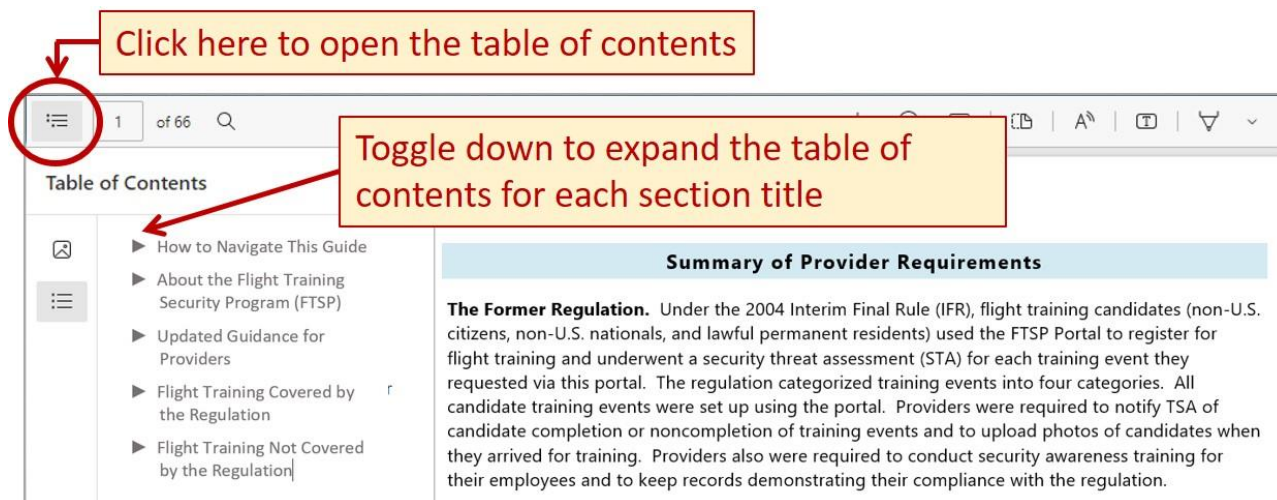 Click here to open the table of contents
1 of 66
Toggle down to expand the table of
contents for each section title
Table of Contents
How to Navigate This Guide
About the Flight Training
Security Program (FTSP)
Updated Guidance for
Providers
Flight Training Covered by
the Regulation
Flight Training Not Covered
by the Regulation
Summary of Provider Requirements
The Former Regulation. Under the 2004 Interim Final Rule (IFR), flight training candidates (non-U.S.
citizens, non-U.S. nationals, and lawful permanent residents) used the FTSP Portal to register for
flight training and underwent a security threat assessment (STA) for each training event they
requested via this portal. The regulation categorized training events into four categories. All
candidate training events were set up using the portal. Providers were required to notify TSA of
candidate completion or noncompletion of training events and to upload photos of candidates when
they arrived for training. Providers also were required to conduct security awareness training for
their employees and to keep records demonstrating their compliance with the regulation.